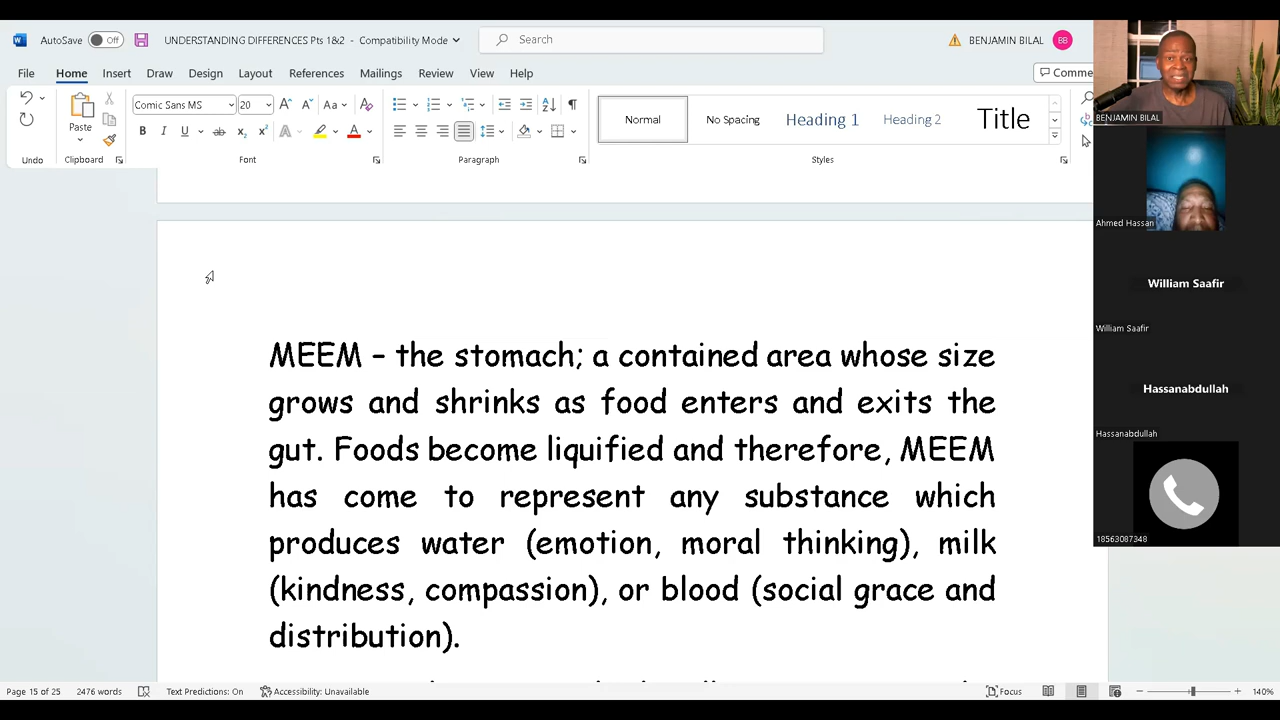 AutoSave Off UNDERSTANDING DIFFERENCES Pts 1&2 - Compatibility Mode Search BENJAMIN BILAL BB
File Home Insert Draw Design Layout References Mailings Review View Help Comme
Comic Sans MS 20 Aa
Paste
Normal No Spacing Heading 1 Heading 2 Title
Undo Clipboard Font Paragraph Styles
BENJAMIN BILAL
Ahmed Hassan
William Saafir
William Saafir
Hassanabdullah
Hassanabdullah
18563087348
MEEM – the stomach; a contained area whose size
grows and shrinks as food enters and exits the
gut. Foods become liquified and therefore, MEEM
has come to represent any substance which
produces water (emotion, moral thinking), milk
(kindness, compassion), or blood (social grace and
distribution).
Page 15 of 25 2476 words Text Predictions: On Accessibility: Unavailable Focus 140%